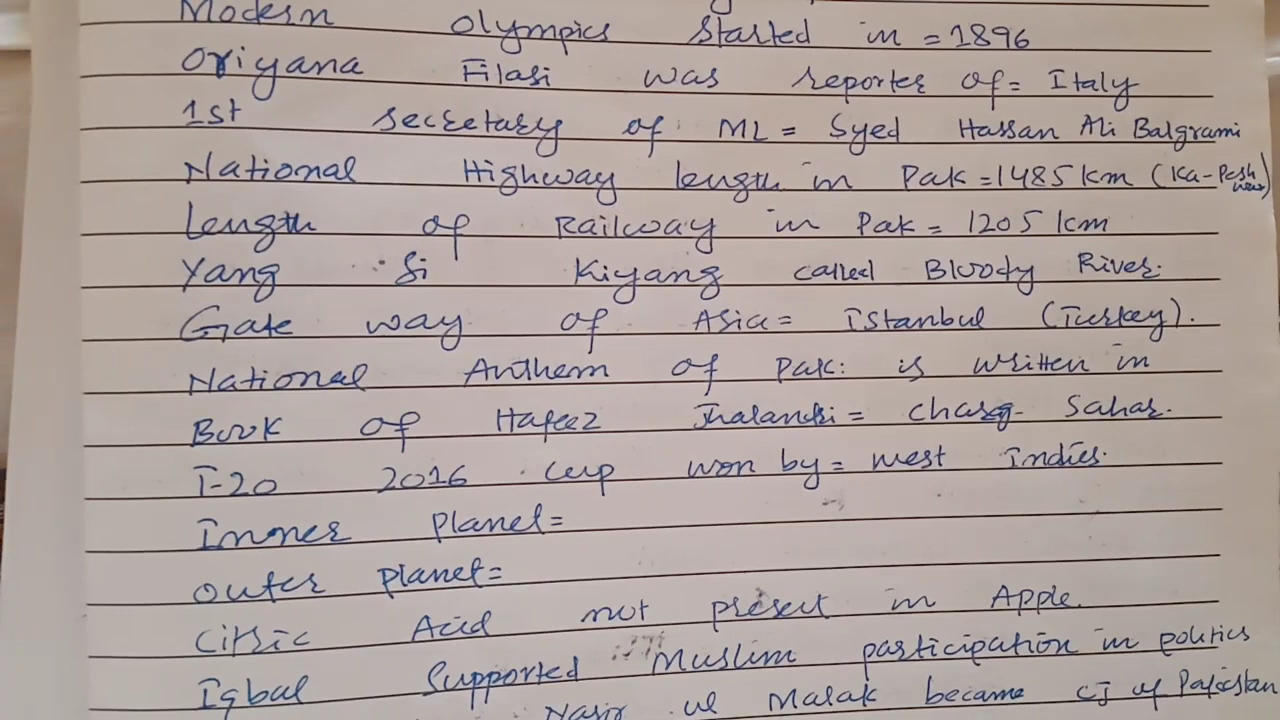 Modern Olympics started in = 1896
Oriyana Filasi was reporter of = Italy
1st secretary of ML = Syed Hassan Ali Balgrami
National Highway length in Pak = 1485 km (Ka-Peshwar)
Length of Railway in Pak = 1205 km
Yang Si Kiyang called Bloody River.
Gate way of Asia = Istanbul (Turkey).
National Anthem of Pak: is written in
Book of Hafeez Jhalandri = Charg Sahar.
T-20 2016 cup won by = West Indies.
Inner Planet =
Outer Planet =
Citric Acid not present in Apple.
Iqbal Supported Muslim participation in politics
Nasir ul Malak became CJ of Pakistan